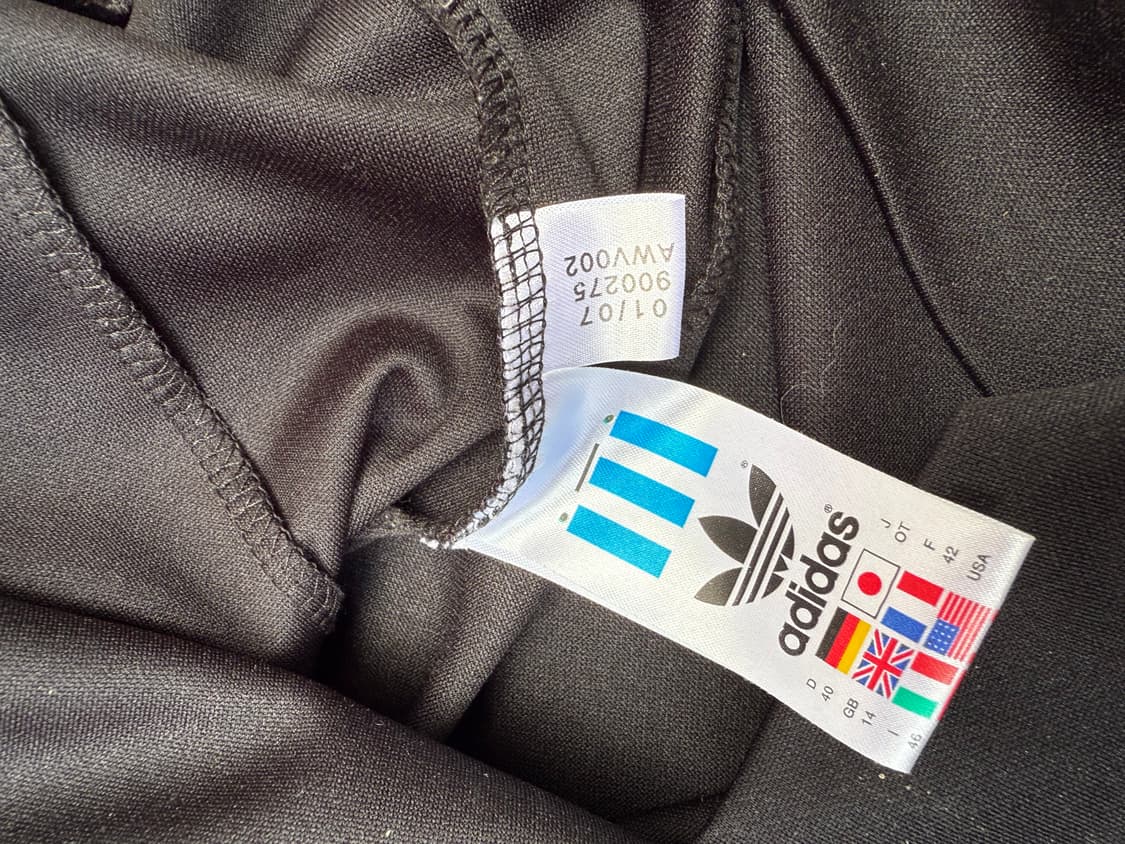 01/07
900275
AWV002
®
adidas®
J
OT
F
42
USA
D
40
GB
14
I
46